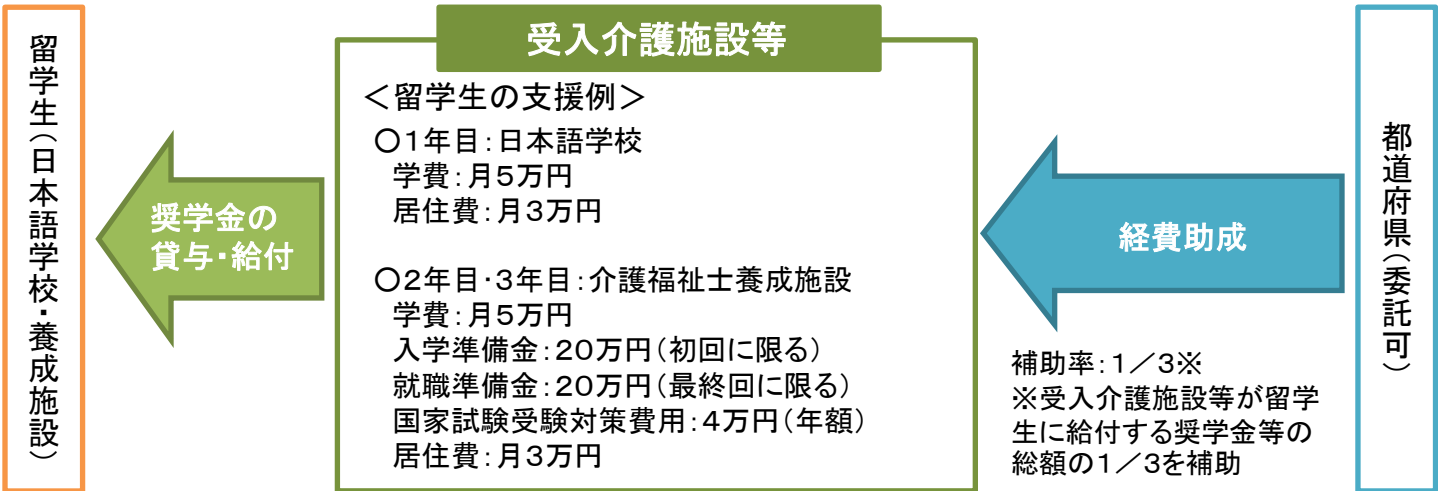 留学生（日本語学校・養成施設）
奨学金の
貸与・給付
受入介護施設等
＜留学生の支援例＞
○１年目：日本語学校
学費：月５万円
居住費：月３万円
○２年目・３年目：介護福祉士養成施設
学費：月５万円
入学準備金：２０万円（初回に限る）
就職準備金：２０万円（最終回に限る）
国家試験受験対策費用：４万円（年額）
居住費：月３万円
経費助成
補助率：１／３※
※受入介護施設等が留学
生に給付する奨学金等の
総額の１／３を補助
都道府県（委託可）